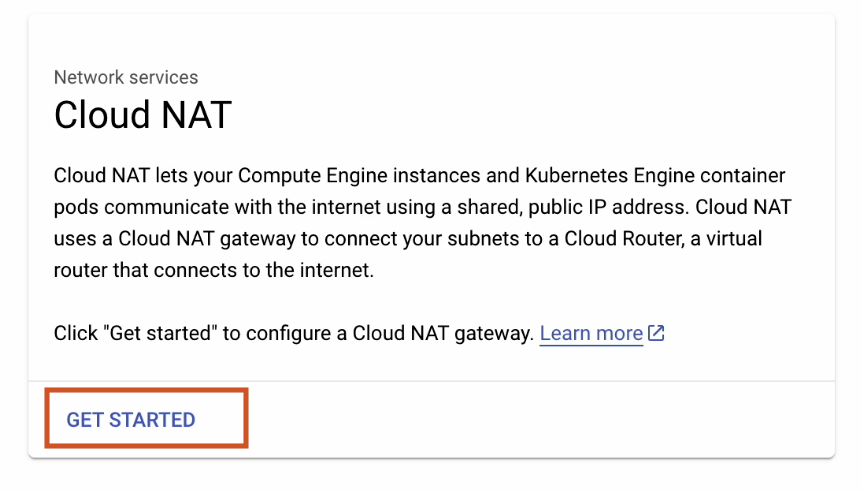 Network services
Cloud NAT
Cloud NAT lets your Compute Engine instances and Kubernetes Engine container
pods communicate with the internet using a shared, public IP address. Cloud NAT
uses a Cloud NAT gateway to connect your subnets to a Cloud Router, a virtual
router that connects to the internet.
Click "Get started" to configure a Cloud NAT gateway. Learn more
GET STARTED